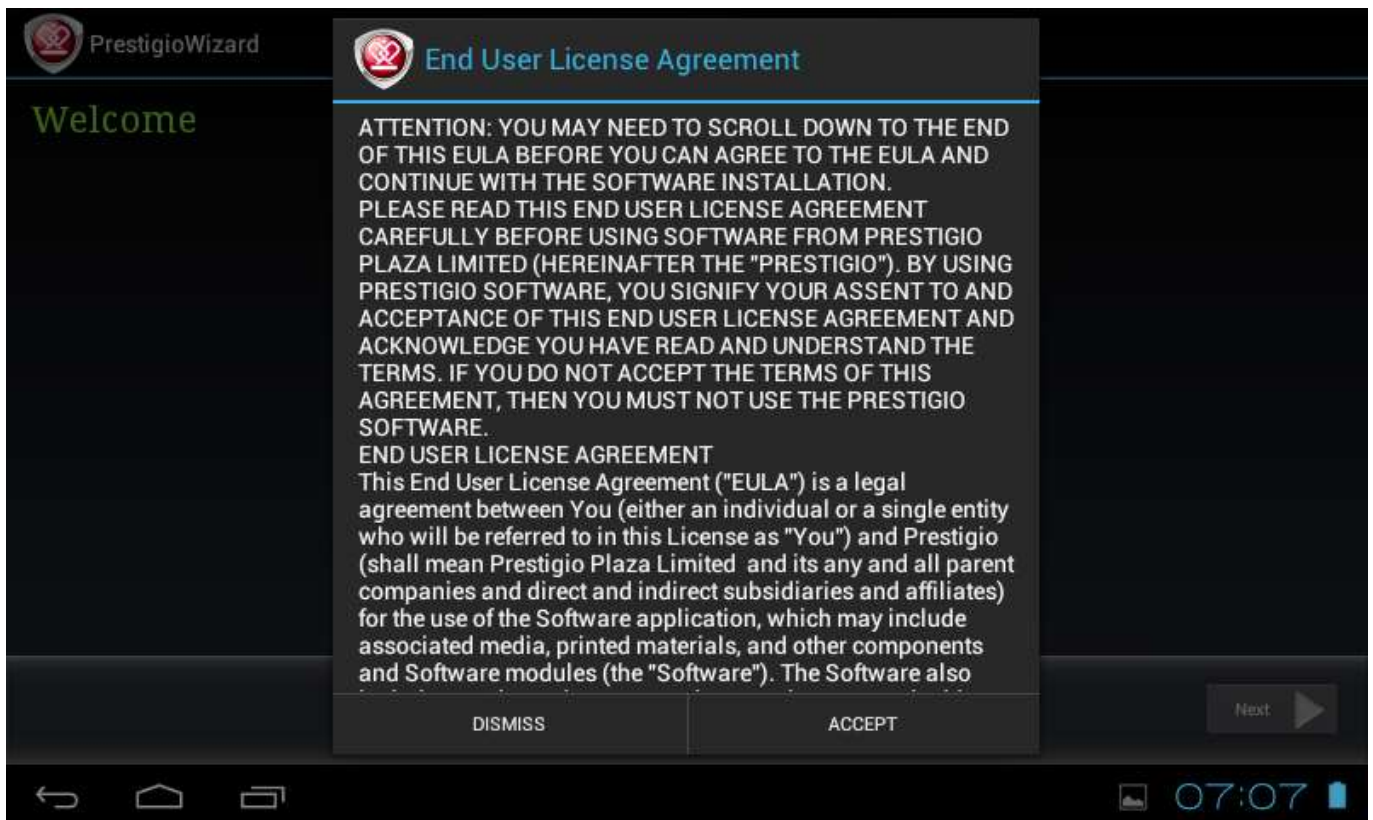 PrestigioWizard
Welcome
End User License Agreement
ATTENTION: YOU MAY NEED TO SCROLL DOWN TO THE END
OF THIS EULA BEFORE YOU CAN AGREE TO THE EULA AND
CONTINUE WITH THE SOFTWARE INSTALLATION.
PLEASE READ THIS END USER LICENSE AGREEMENT
CAREFULLY BEFORE USING SOFTWARE FROM PRESTIGIO
PLAZA LIMITED (HEREINAFTER THE "PRESTIGIO"). BY USING
PRESTIGIO SOFTWARE, YOU SIGNIFY YOUR ASSENT TO AND
ACCEPTANCE OF THIS END USER LICENSE AGREEMENT AND
ACKNOWLEDGE YOU HAVE READ AND UNDERSTAND THE
TERMS. IF YOU DO NOT ACCEPT THE TERMS OF THIS
AGREEMENT, THEN YOU MUST NOT USE THE PRESTIGIO
SOFTWARE.
END USER LICENSE AGREEMENT
This End User License Agreement ("EULA") is a legal
agreement between You (either an individual or a single entity
who will be referred to in this License as "You") and Prestigio
(shall mean Prestigio Plaza Limited  and its any and all parent
companies and direct and indirect subsidiaries and affiliates)
for the use of the Software application, which may include
associated media, printed materials, and other components
and Software modules (the "Software"). The Software also
DISMISS
ACCEPT
Next
07:07